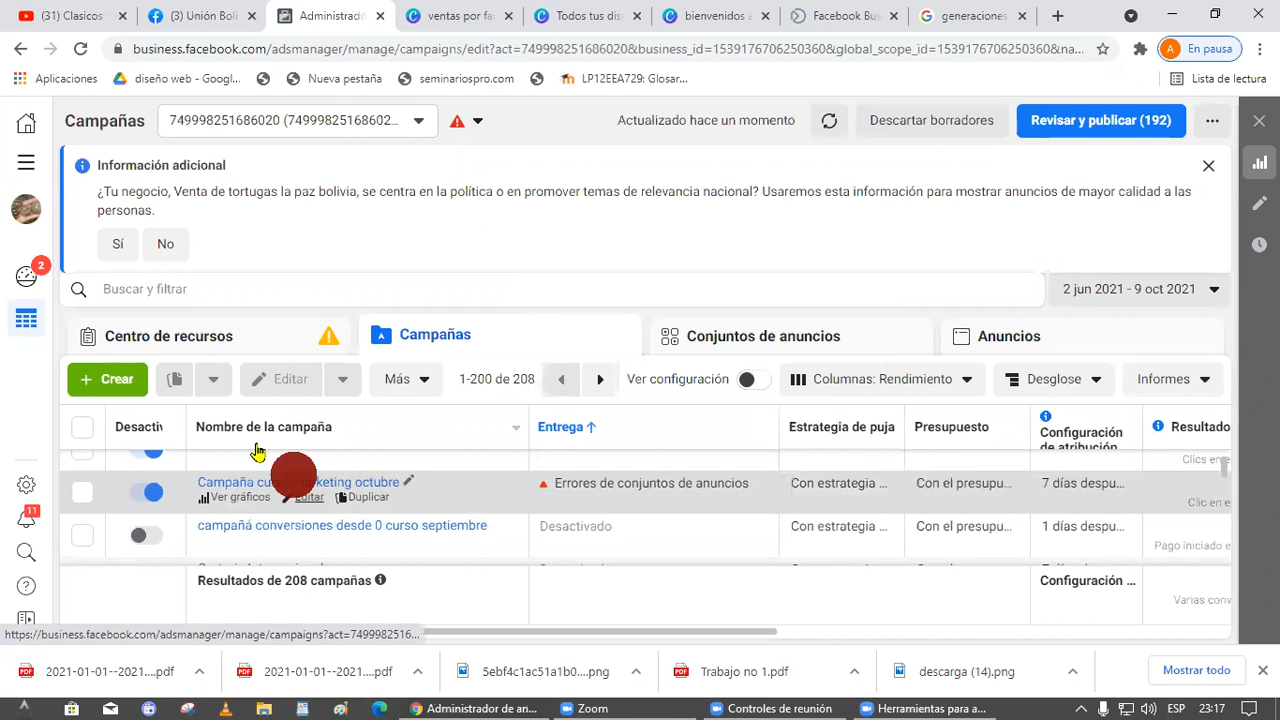 (31) Clasicos
(3) Unión Boli
Administrado
ventas por fa
Todos tus dis
bienvenidos a
Facebook Bus
generaciones
business.facebook.com/adsmanager/manage/campaigns/edit?act=749998251686020&business_id=1539176706250360&global_scope_id=1539176706250360&na...
A En pausa
Aplicaciones
diseño web - Googl...
Nueva pestaña
seminariospro.com
LP12EEA729: Glosar...
Lista de lectura
Campañas
749998251686020 (74999825168602...
Actualizado hace un momento
Descartar borradores
Revisar y publicar (192)
Información adicional
¿Tu negocio, Venta de tortugas la paz bolivia, se centra en la política o en promover temas de relevancia nacional? Usaremos esta información para mostrar anuncios de mayor calidad a las
personas.
Sí
No
2
Buscar y filtrar
2 jun 2021 - 9 oct 2021
Centro de recursos
Campañas
Conjuntos de anuncios
Anuncios
+ Crear
Editar
Más
1-200 de 208
Ver configuración
Columnas: Rendimiento
Desglose
Informes
Desactiv
Nombre de la campaña
Entrega ↑
Estrategia de puja
Presupuesto
Configuración
de atribución
Resultado
Clics en e
Campaña cu marketing octubre
Errores de conjuntos de anuncios
Con estrategia ...
Con el presupu...
7 días despu...
Ver gráficos
Editar
Duplicar
Clic en e
campañá conversiones desde 0 curso septiembre
Desactivado
Con estrategia ...
Con el presupu...
1 días despu...
Pago iniciado e
11
Resultados de 208 campañas
Configuración ...
Varias conv
https://business.facebook.com/adsmanager/manage/campaigns?act=7499982516...
2021-01-01--2021....pdf
2021-01-01--2021....pdf
5ebf4c1ac51a1b0....png
Trabajo no 1.pdf
descarga (14).png
Mostrar todo
Administrador de an...
Zoom
Controles de reunión
Herramientas para a...
ESP
23:17